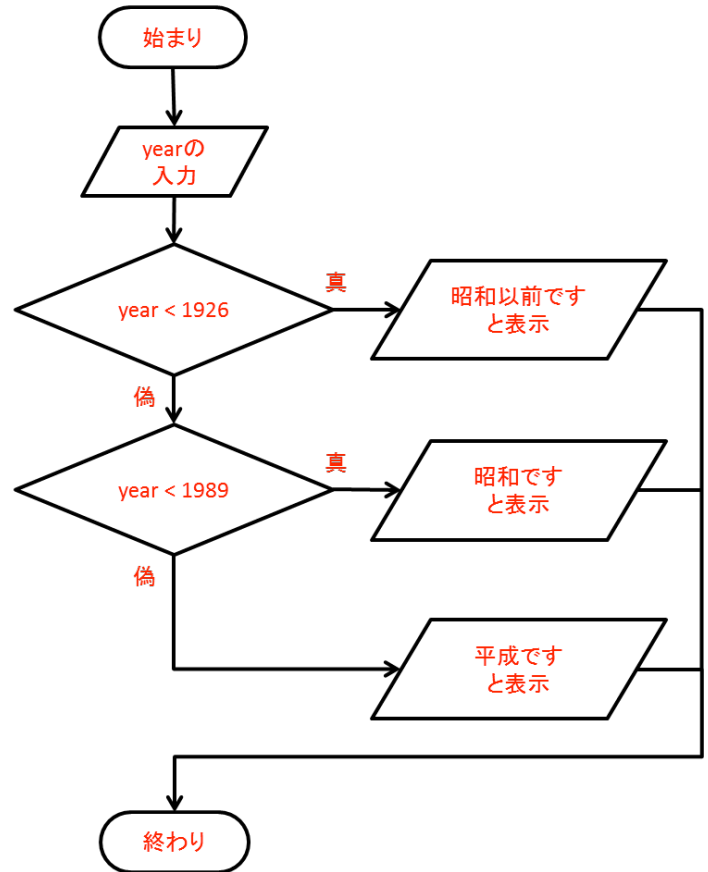 始まり
yearの
入力
year < 1926
真
昭和以前です
と表示
偽
year < 1989
真
昭和です
と表示
偽
平成です
と表示
終わり